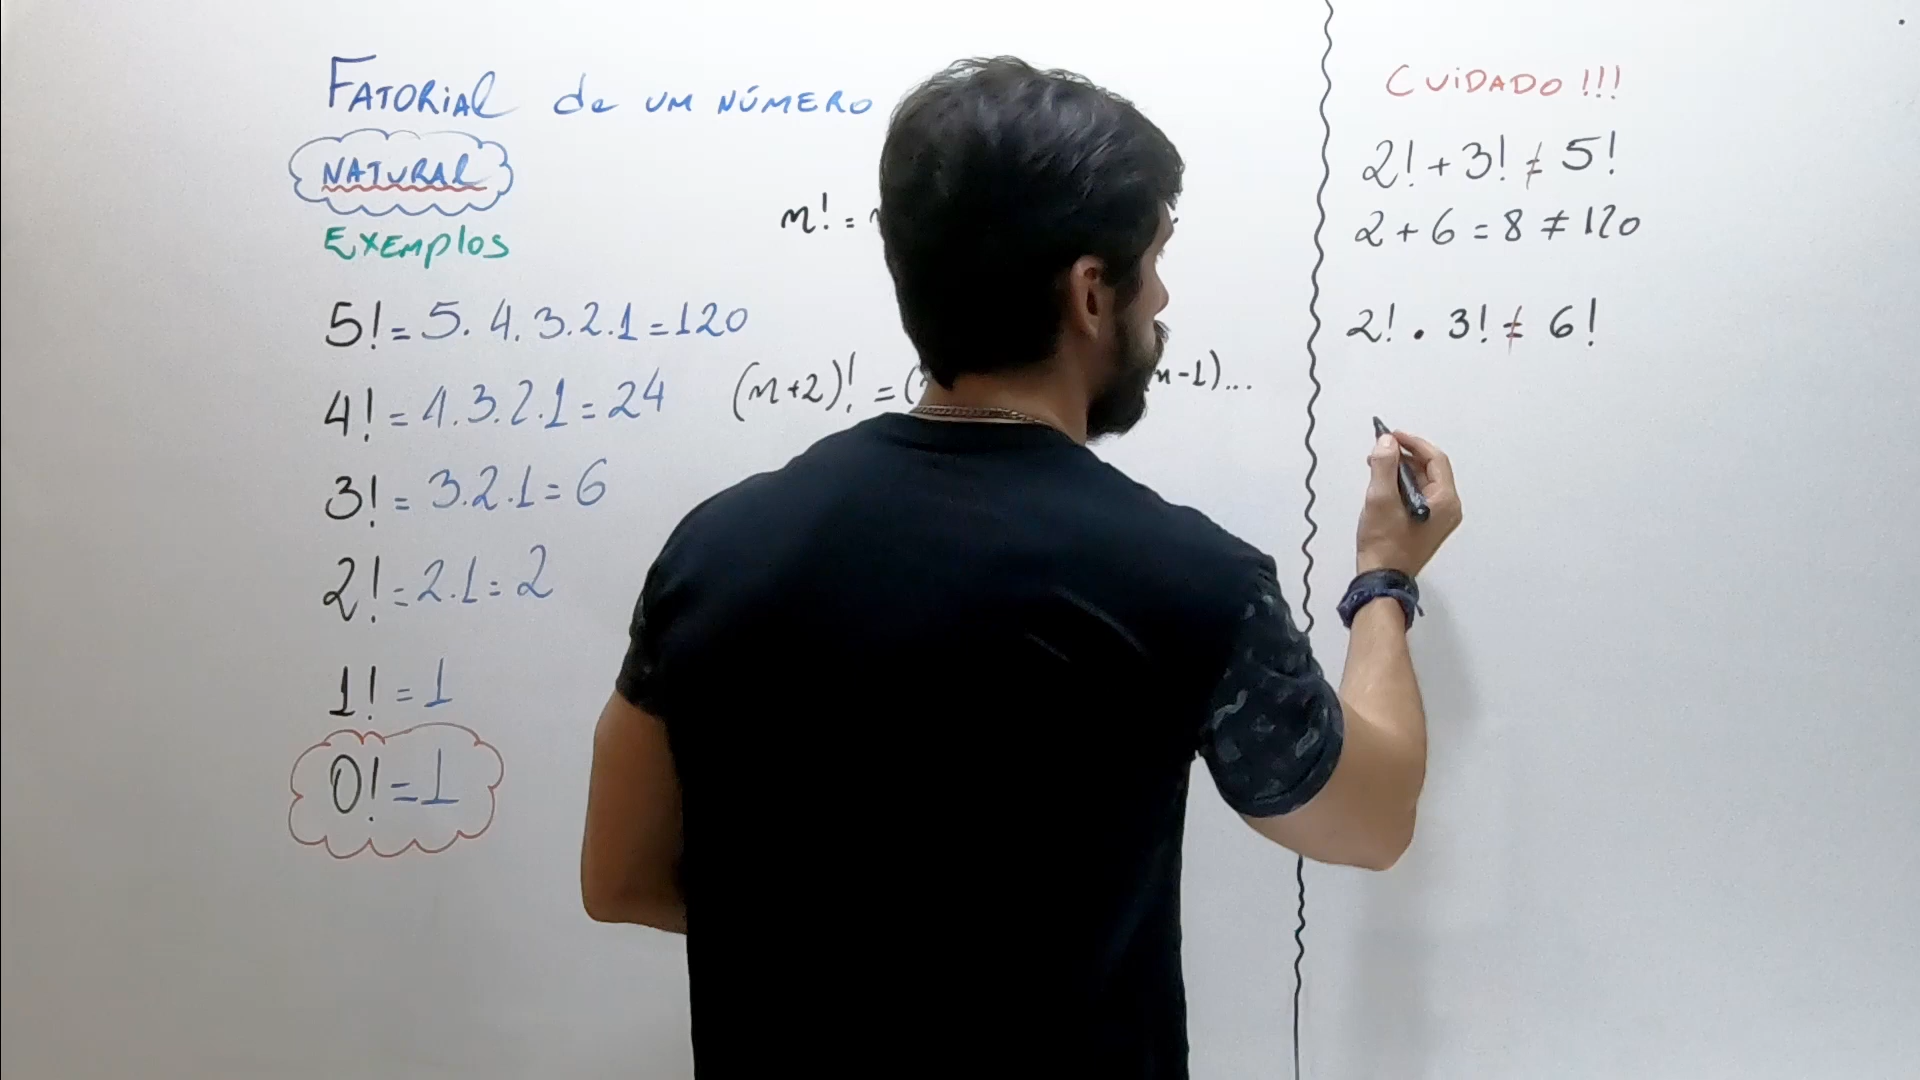 FATORIAL de UM NÚMERO
NATURAL
EXEMPLOS
n! =
5! = 5. 4. 3. 2. 1 = 120
(n+2)! = ( n-1)...
4! = 4. 3. 2. 1 = 24
3! = 3. 2. 1 = 6
2! = 2. 1 = 2
1! = 1
0! = 1
CUIDADO!!!
2! + 3! ≠ 5!
2 + 6 = 8 ≠ 120
2! . 3! ≠ 6!